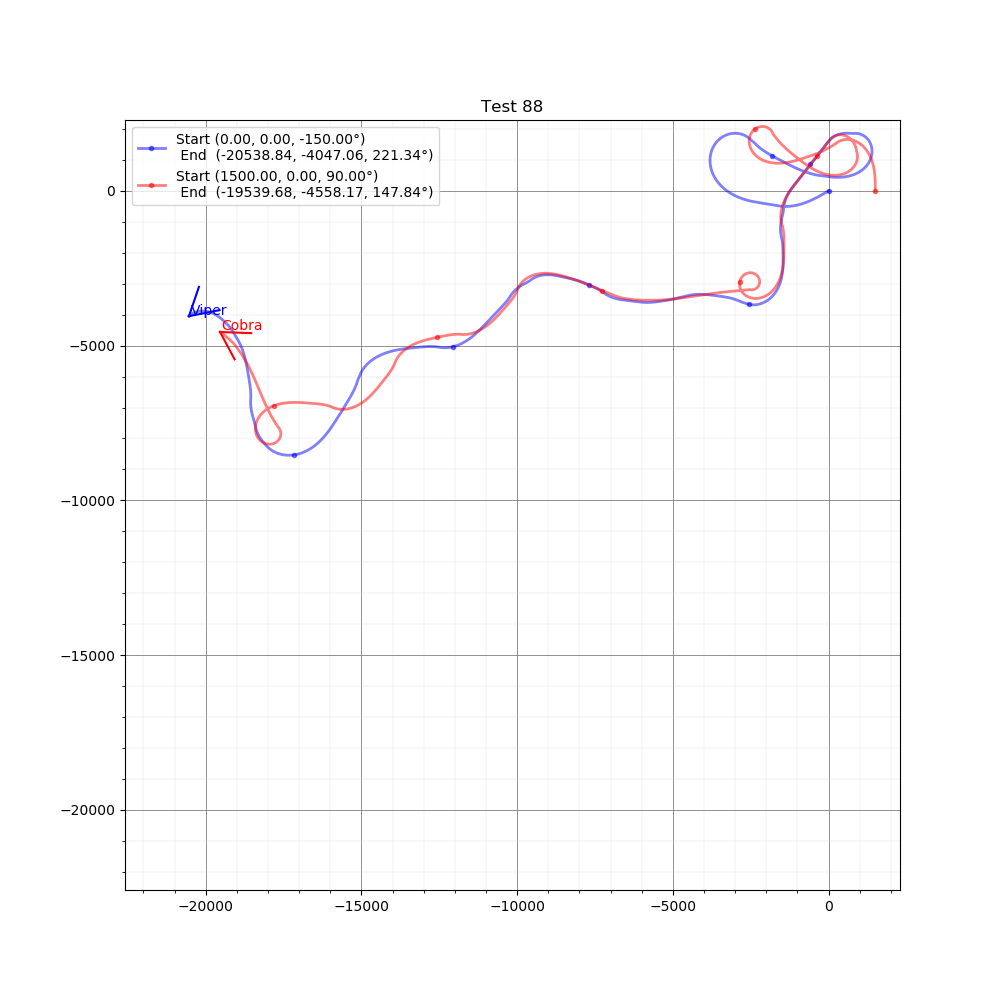 Test 88
Start (0.00, 0.00, -150.00°)
End (-20538.84, -4047.06, 221.34°)
Start (1500.00, 0.00, 90.00°)
End (-19539.68, -4558.17, 147.84°)
0
Viper
Cobra
−5000
−10000
−15000
−20000
−20000 −15000 −10000 −5000 0